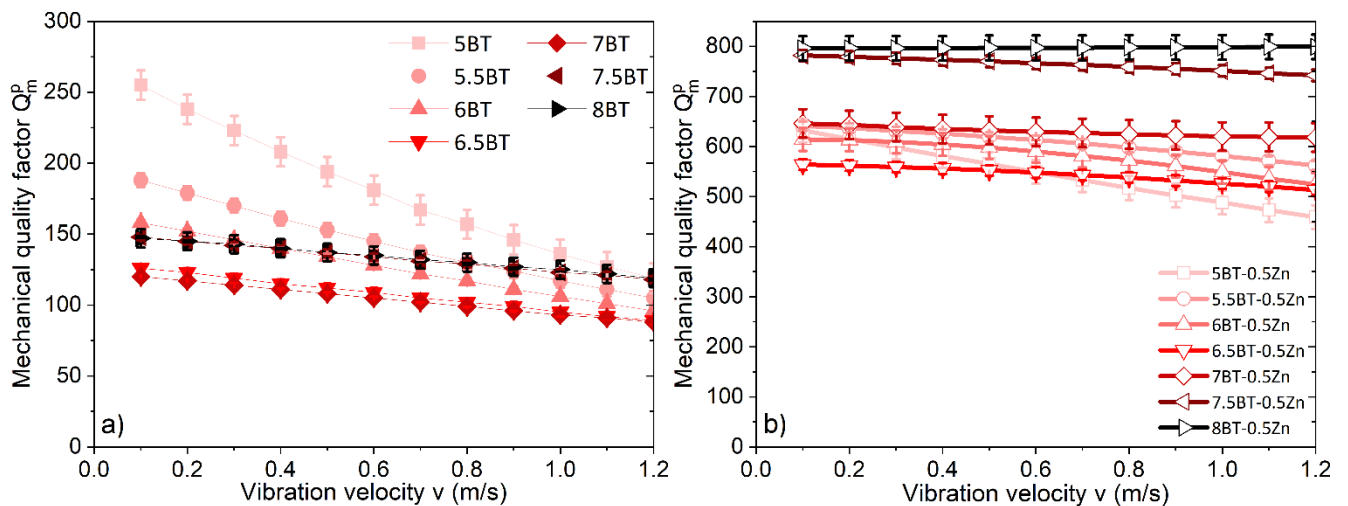 300
250
200
150
100
50
0
Mechanical quality factor Q^p_m
5BT
5.5BT
6BT
6.5BT
7BT
7.5BT
8BT
a)
0.0 0.2 0.4 0.6 0.8 1.0 1.2
Vibration velocity v (m/s)
800
700
600
500
400
300
200
100
0
Mechanical quality factor Q^p_m
5BT-0.5Zn
5.5BT-0.5Zn
6BT-0.5Zn
6.5BT-0.5Zn
7BT-0.5Zn
7.5BT-0.5Zn
8BT-0.5Zn
b)
0.0 0.2 0.4 0.6 0.8 1.0 1.2
Vibration velocity v (m/s)